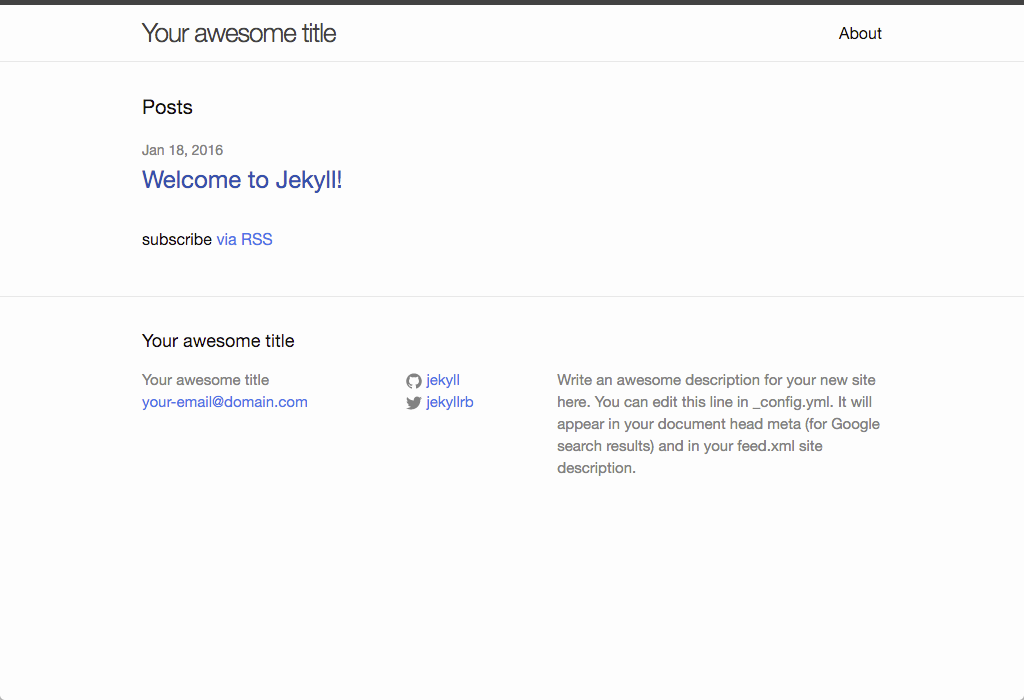 Your awesome title
About
Posts
Jan 18, 2016
Welcome to Jekyll!
subscribe via RSS
Your awesome title
Your awesome title
your-email@domain.com
jekyll
jekyllrb
Write an awesome description for your new site
here. You can edit this line in _config.yml. It will
appear in your document head meta (for Google
search results) and in your feed.xml site
description.